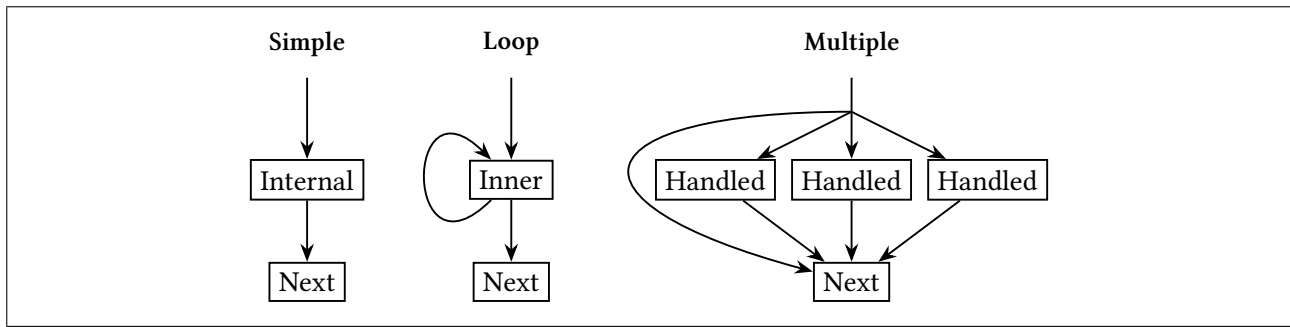 Simple Loop Multiple
Internal Inner Handled Handled Handled
Next Next Next